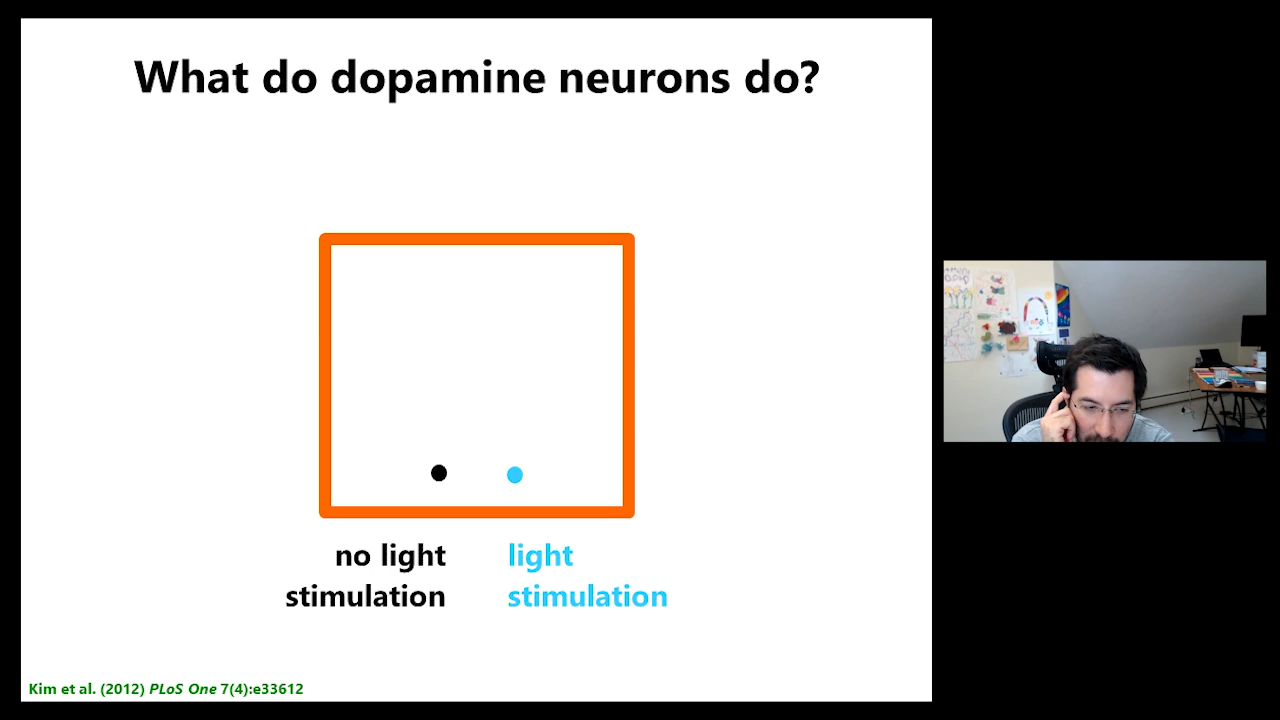 What do dopamine neurons do?
no light
stimulation
light
stimulation
Kim et al. (2012) PLoS One 7(4):e33612